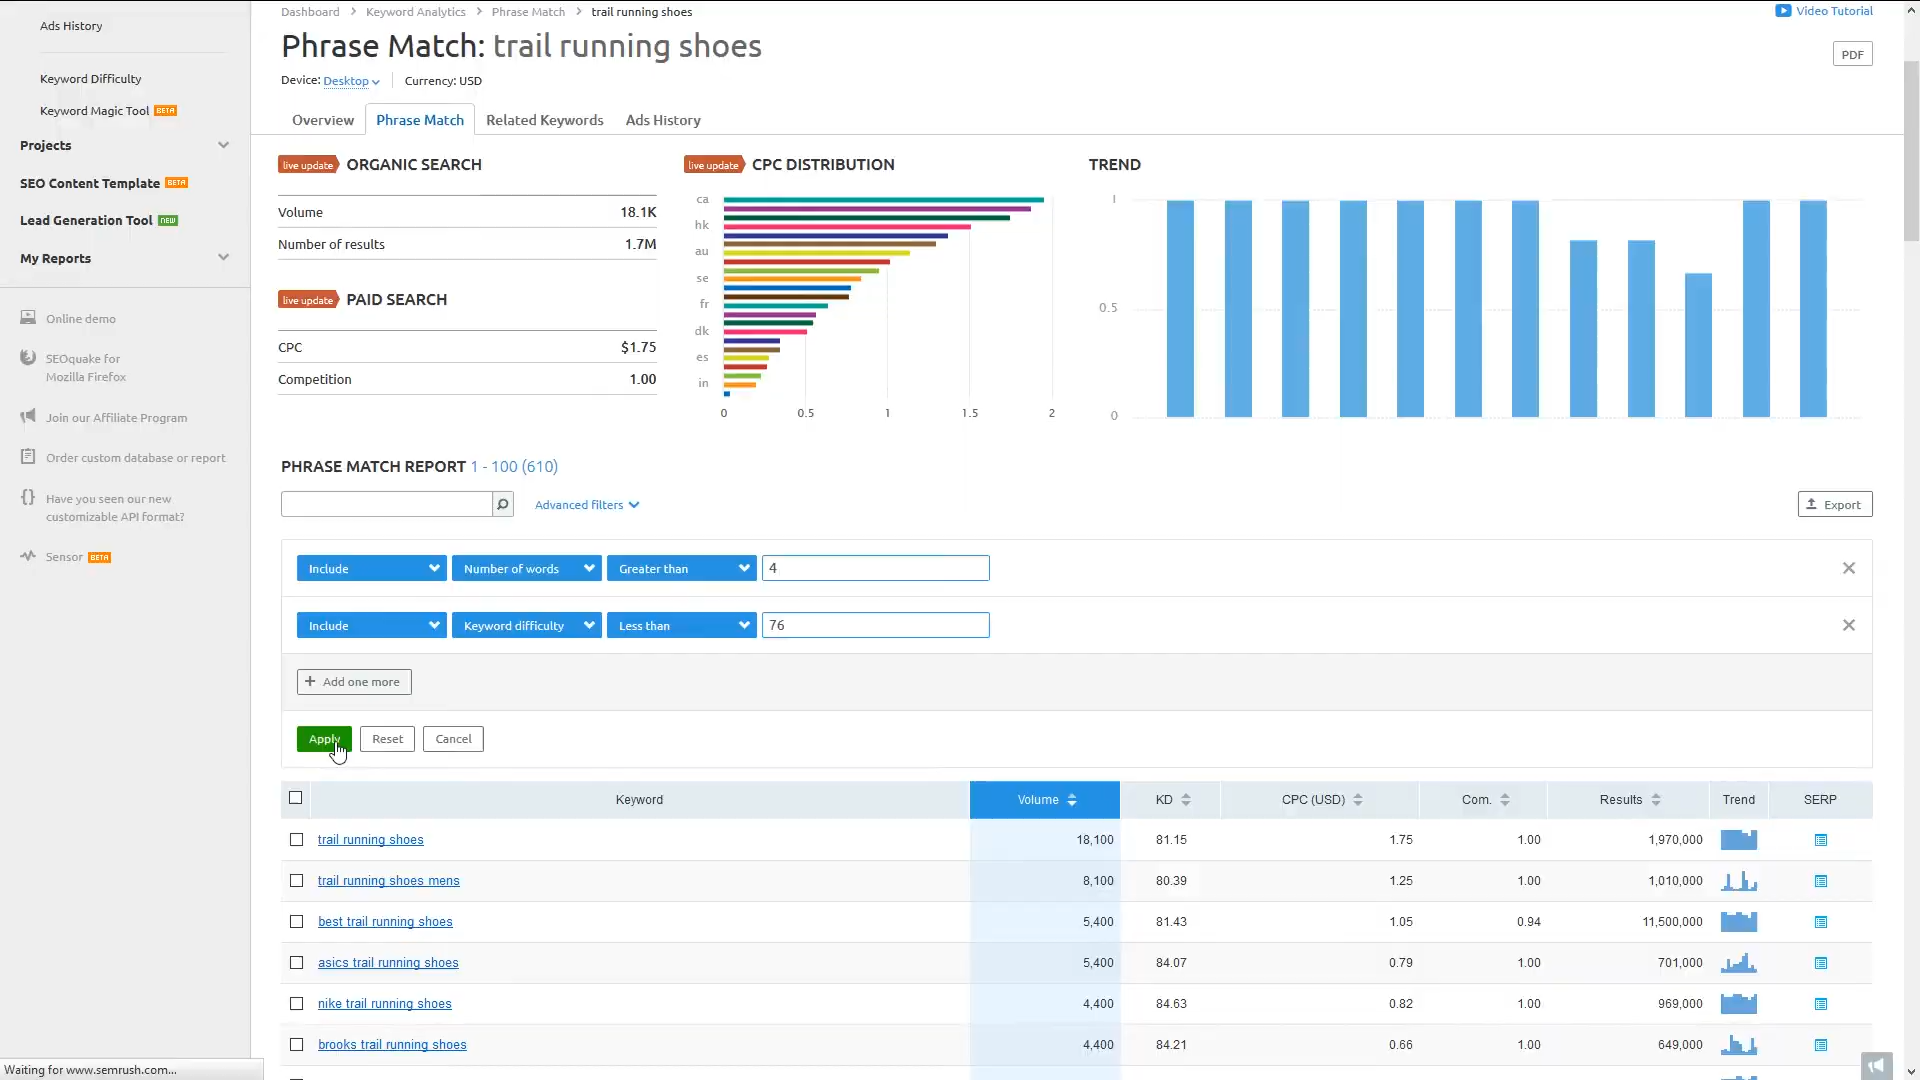 Ads History
Keyword Difficulty
Keyword Magic Tool BETA
Projects
SEO Content Template BETA
Lead Generation Tool NEW
My Reports
Online demo
SEOquake for
Mozilla Firefox
Join our Affiliate Program
Order custom database or report
Have you seen our new
customizable API format?
Sensor BETA
Waiting for www.semrush.com...
Dashboard > Keyword Analytics > Phrase Match > trail running shoes
Video Tutorial
Phrase Match: trail running shoes
PDF
Device: Desktop Currency: USD
Overview Phrase Match Related Keywords Ads History
live update ORGANIC SEARCH
Volume 18.1K
Number of results 1.7M
live update PAID SEARCH
CPC $1.75
Competition 1.00
live update CPC DISTRIBUTION
ca
hk
au
se
fr
dk
es
in
0 0.5 1 1.5 2
TREND
1
0.5
0
PHRASE MATCH REPORT 1 - 100 (610)
Advanced filters
Export
Include Number of words Greater than 4
Include Keyword difficulty Less than 76
+ Add one more
Apply Reset Cancel
Keyword Volume KD CPC (USD) Com. Results Trend SERP
trail running shoes 18,100 81.15 1.75 1.00 1,970,000
trail running shoes mens 8,100 80.39 1.25 1.00 1,010,000
best trail running shoes 5,400 81.43 1.05 0.94 11,500,000
asics trail running shoes 5,400 84.07 0.79 1.00 701,000
nike trail running shoes 4,400 84.63 0.82 1.00 969,000
brooks trail running shoes 4,400 84.21 0.66 1.00 649,000